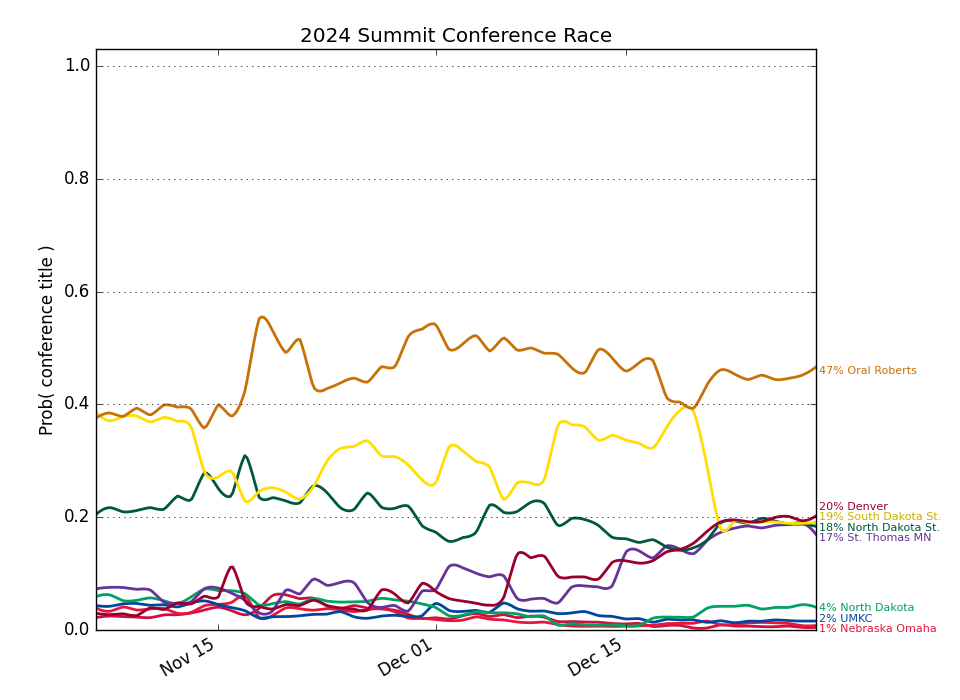 2024 Summit Conference Race
Prob( conference title )
1.0
0.8
0.6
0.4
0.2
0.0
Nov 15
Dec 01
Dec 15
47% Oral Roberts
20% Denver
19% South Dakota St.
18% North Dakota St.
17% St. Thomas MN
4% North Dakota
2% UMKC
1% Nebraska Omaha